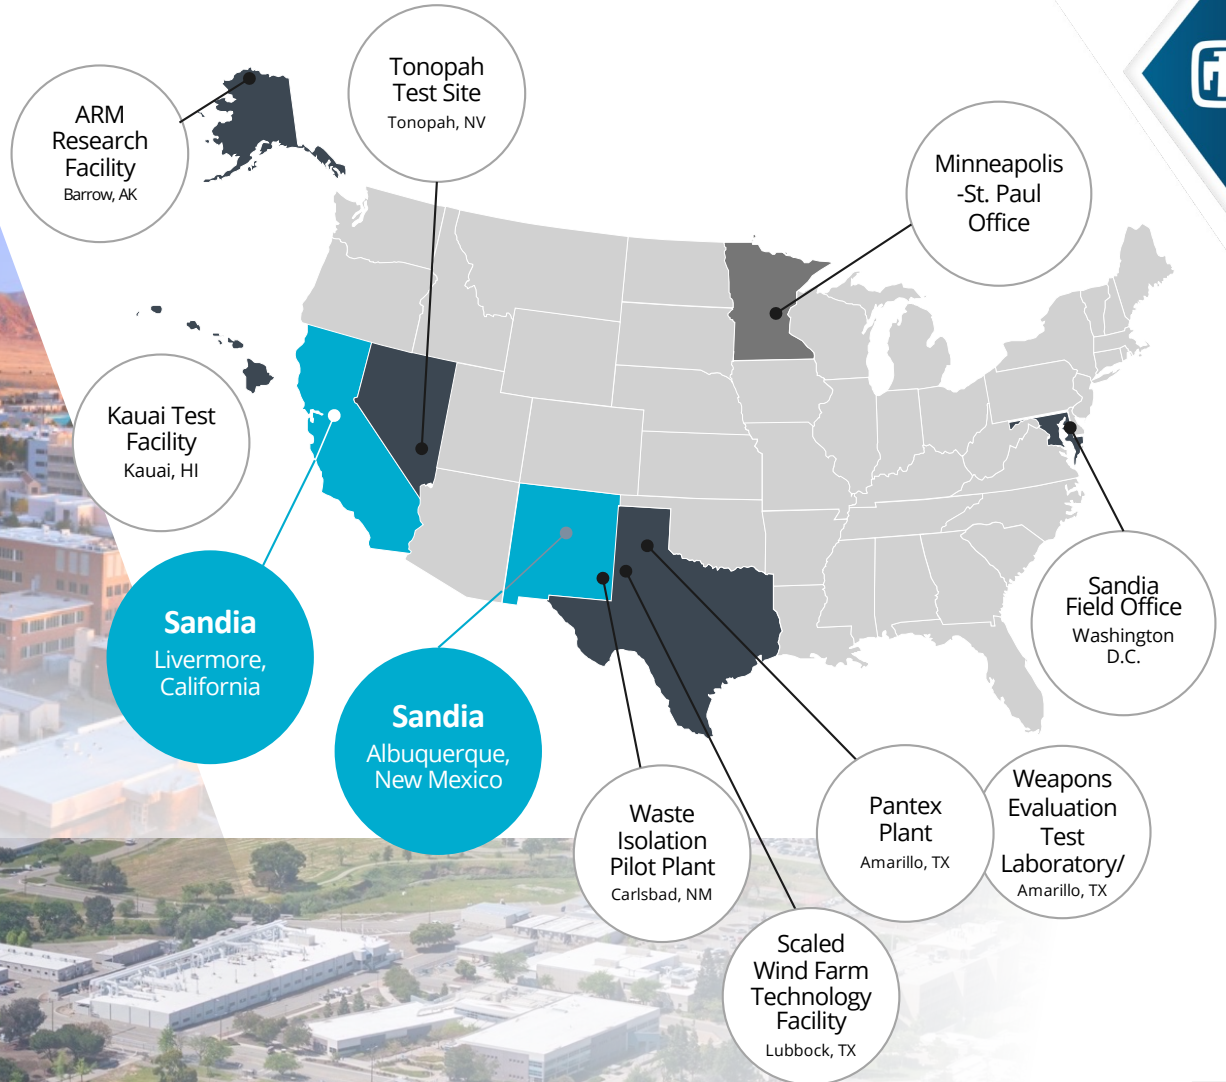 Tonopah
Test Site
Tonopah, NV
ARM
Research
Facility
Barrow, AK
Minneapolis
-St. Paul
Office
Kauai Test
Facility
Kauai, HI
Sandia
Livermore,
California
Sandia
Albuquerque,
New Mexico
Sandia
Field Office
Washington
D.C.
Waste
Isolation
Pilot Plant
Carlsbad, NM
Pantex
Plant
Amarillo, TX
Weapons
Evaluation
Test
Laboratory/
Amarillo, TX
Scaled
Wind Farm
Technology
Facility
Lubbock, TX